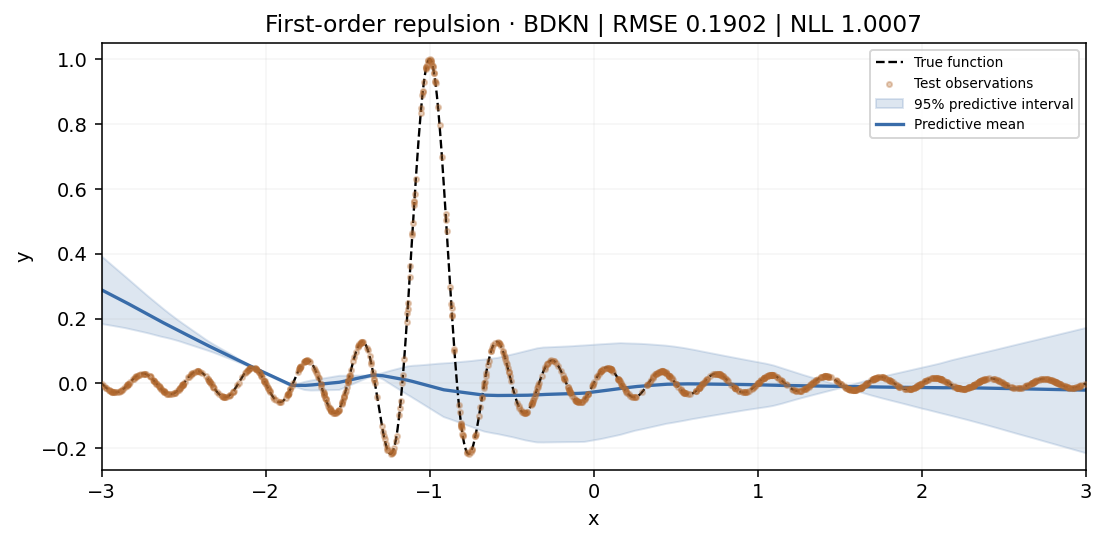 First-order repulsion · BDKN | RMSE 0.1902 | NLL 1.0007
True function
Test observations
95% predictive interval
Predictive mean
y
1.0
0.8
0.6
0.4
0.2
0.0
−0.2
−3
−2
−1
0
1
2
3
x